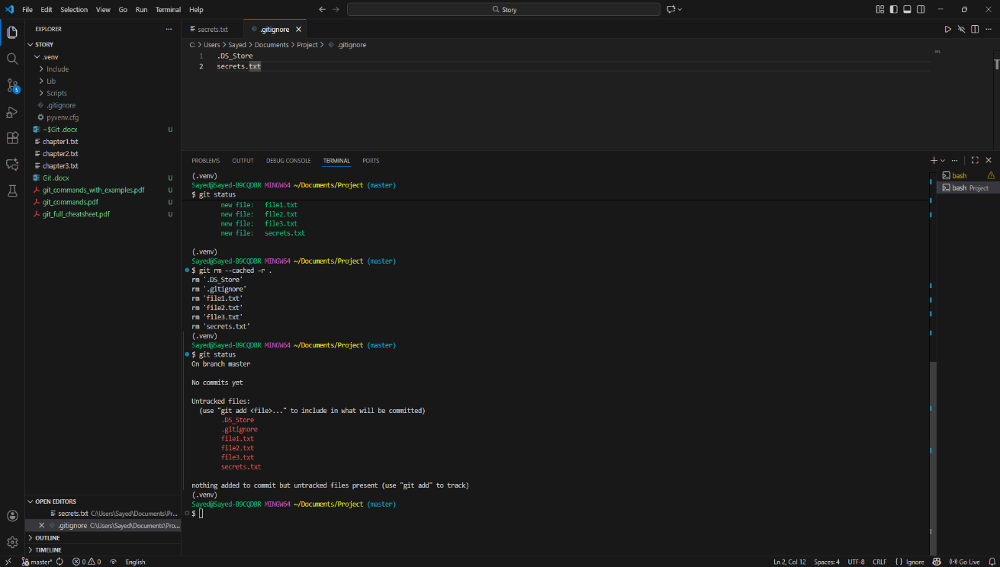 File Edit Selection View Go Run Terminal Help
Story
EXPLORER
STORY
.venv
Include
Lib
Scripts
.gitignore
pyvenv.cfg
~$Git .docx U
chapter1.txt
chapter2.txt
chapter3.txt
Git .docx U
git_commands_with_examples.pdf U
git_commands.pdf U
git_full_cheatsheet.pdf U
OPEN EDITORS
secrets.txt C:\Users\Sayed\Documents\Pr...
.gitignore C:\Users\Sayed\Documents\Pro...
OUTLINE
TIMELINE
secrets.txt .gitignore
C: > Users > Sayed > Documents > Project > .gitignore
1 .DS_Store
2 secrets.txt
PROBLEMS OUTPUT DEBUG CONSOLE TERMINAL PORTS
(.venv)
Sayed@Sayed-B9CQDBR MINGW64 ~/Documents/Project (master)
$ git status
new file: file1.txt
new file: file2.txt
new file: file3.txt
new file: secrets.txt
(.venv)
Sayed@Sayed-B9CQDBR MINGW64 ~/Documents/Project (master)
$ git rm --cached -r .
rm '.DS_Store'
rm '.gitignore'
rm 'file1.txt'
rm 'file2.txt'
rm 'file3.txt'
rm 'secrets.txt'
(.venv)
Sayed@Sayed-B9CQDBR MINGW64 ~/Documents/Project (master)
$ git status
On branch master
No commits yet
Untracked files:
(use "git add <file>..." to include in what will be committed)
.DS_Store
.gitignore
file1.txt
file2.txt
file3.txt
secrets.txt
nothing added to commit but untracked files present (use "git add" to track)
(.venv)
Sayed@Sayed-B9CQDBR MINGW64 ~/Documents/Project (master)
$
bash
bash Project
5
master* 0 0 English
Ln 2, Col 12 Spaces: 4 UTF-8 CRLF { } Ignore Go Live